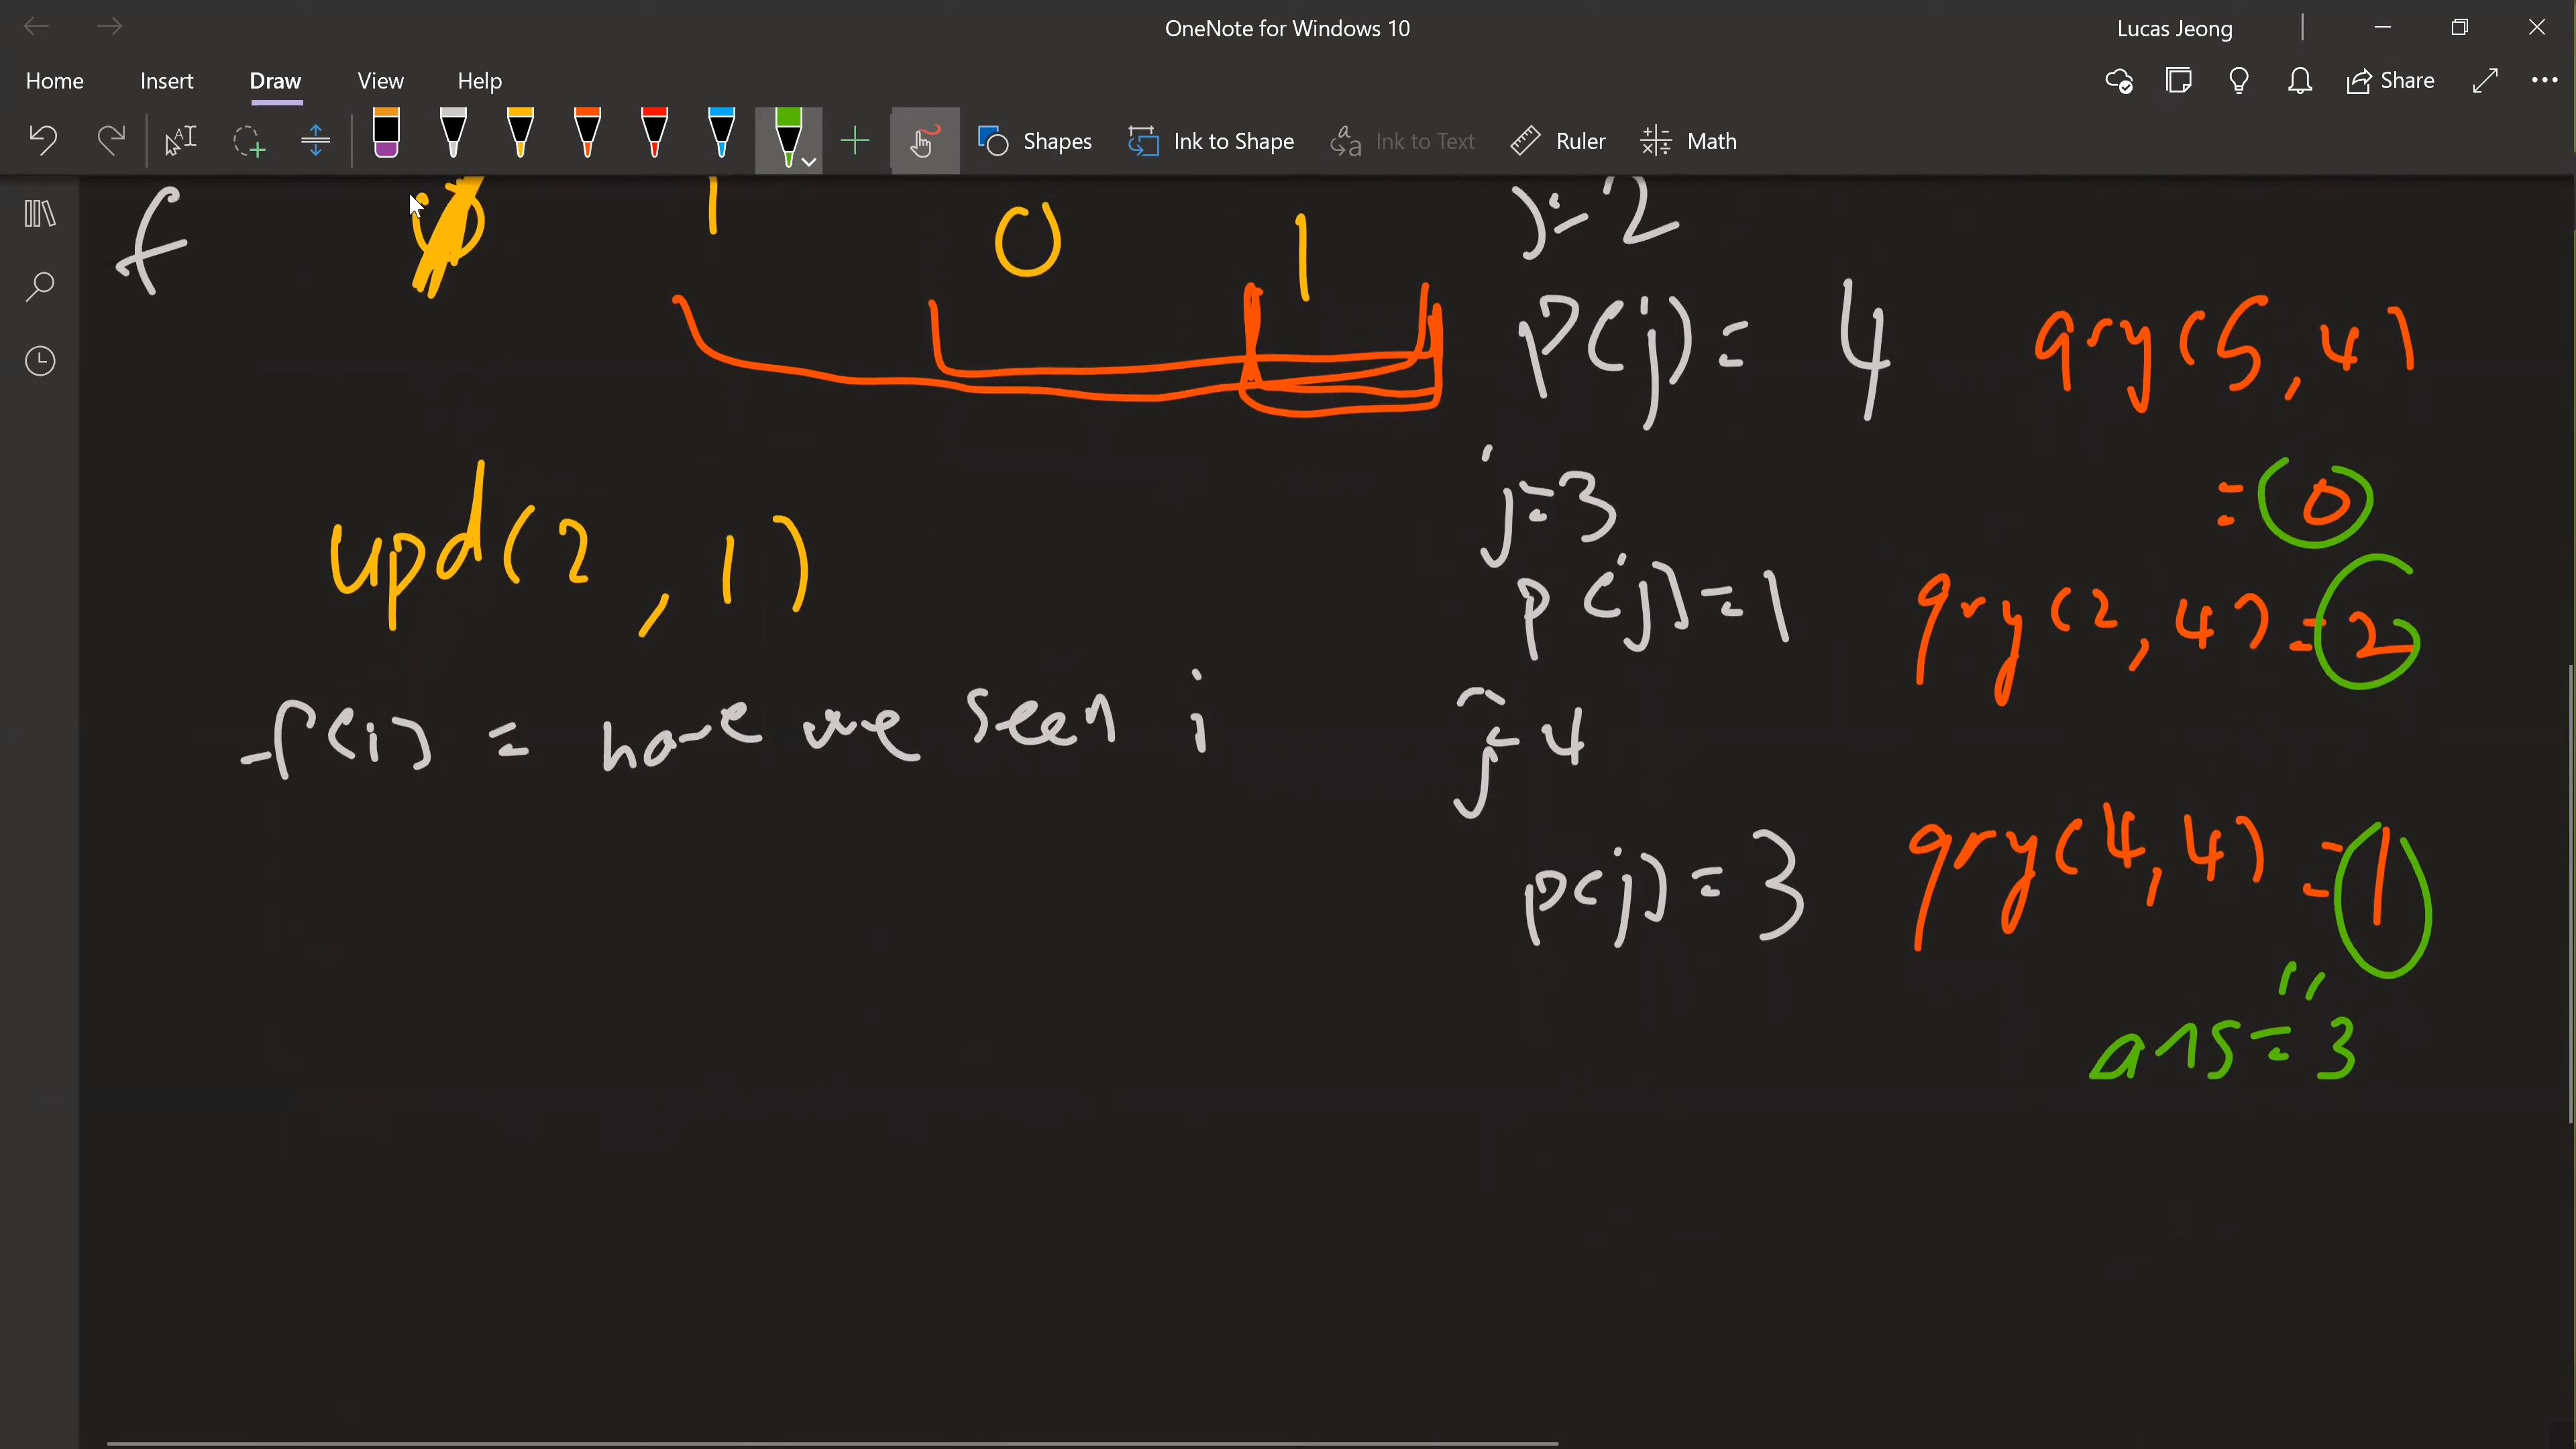 OneNote for Windows 10
Lucas Jeong
Home Insert Draw View Help
Share
Shapes Ink to Shape Ink to Text Ruler Math
f 1 0 1
j=2
p(j)= 4 qry(5,4)
= 0
upd(2, 1)
j=3
p(j)=1 qry(2,4)=2
f(i) = have we seen i
j=4
p(j)=3 qry(4,4)=1
ans=3